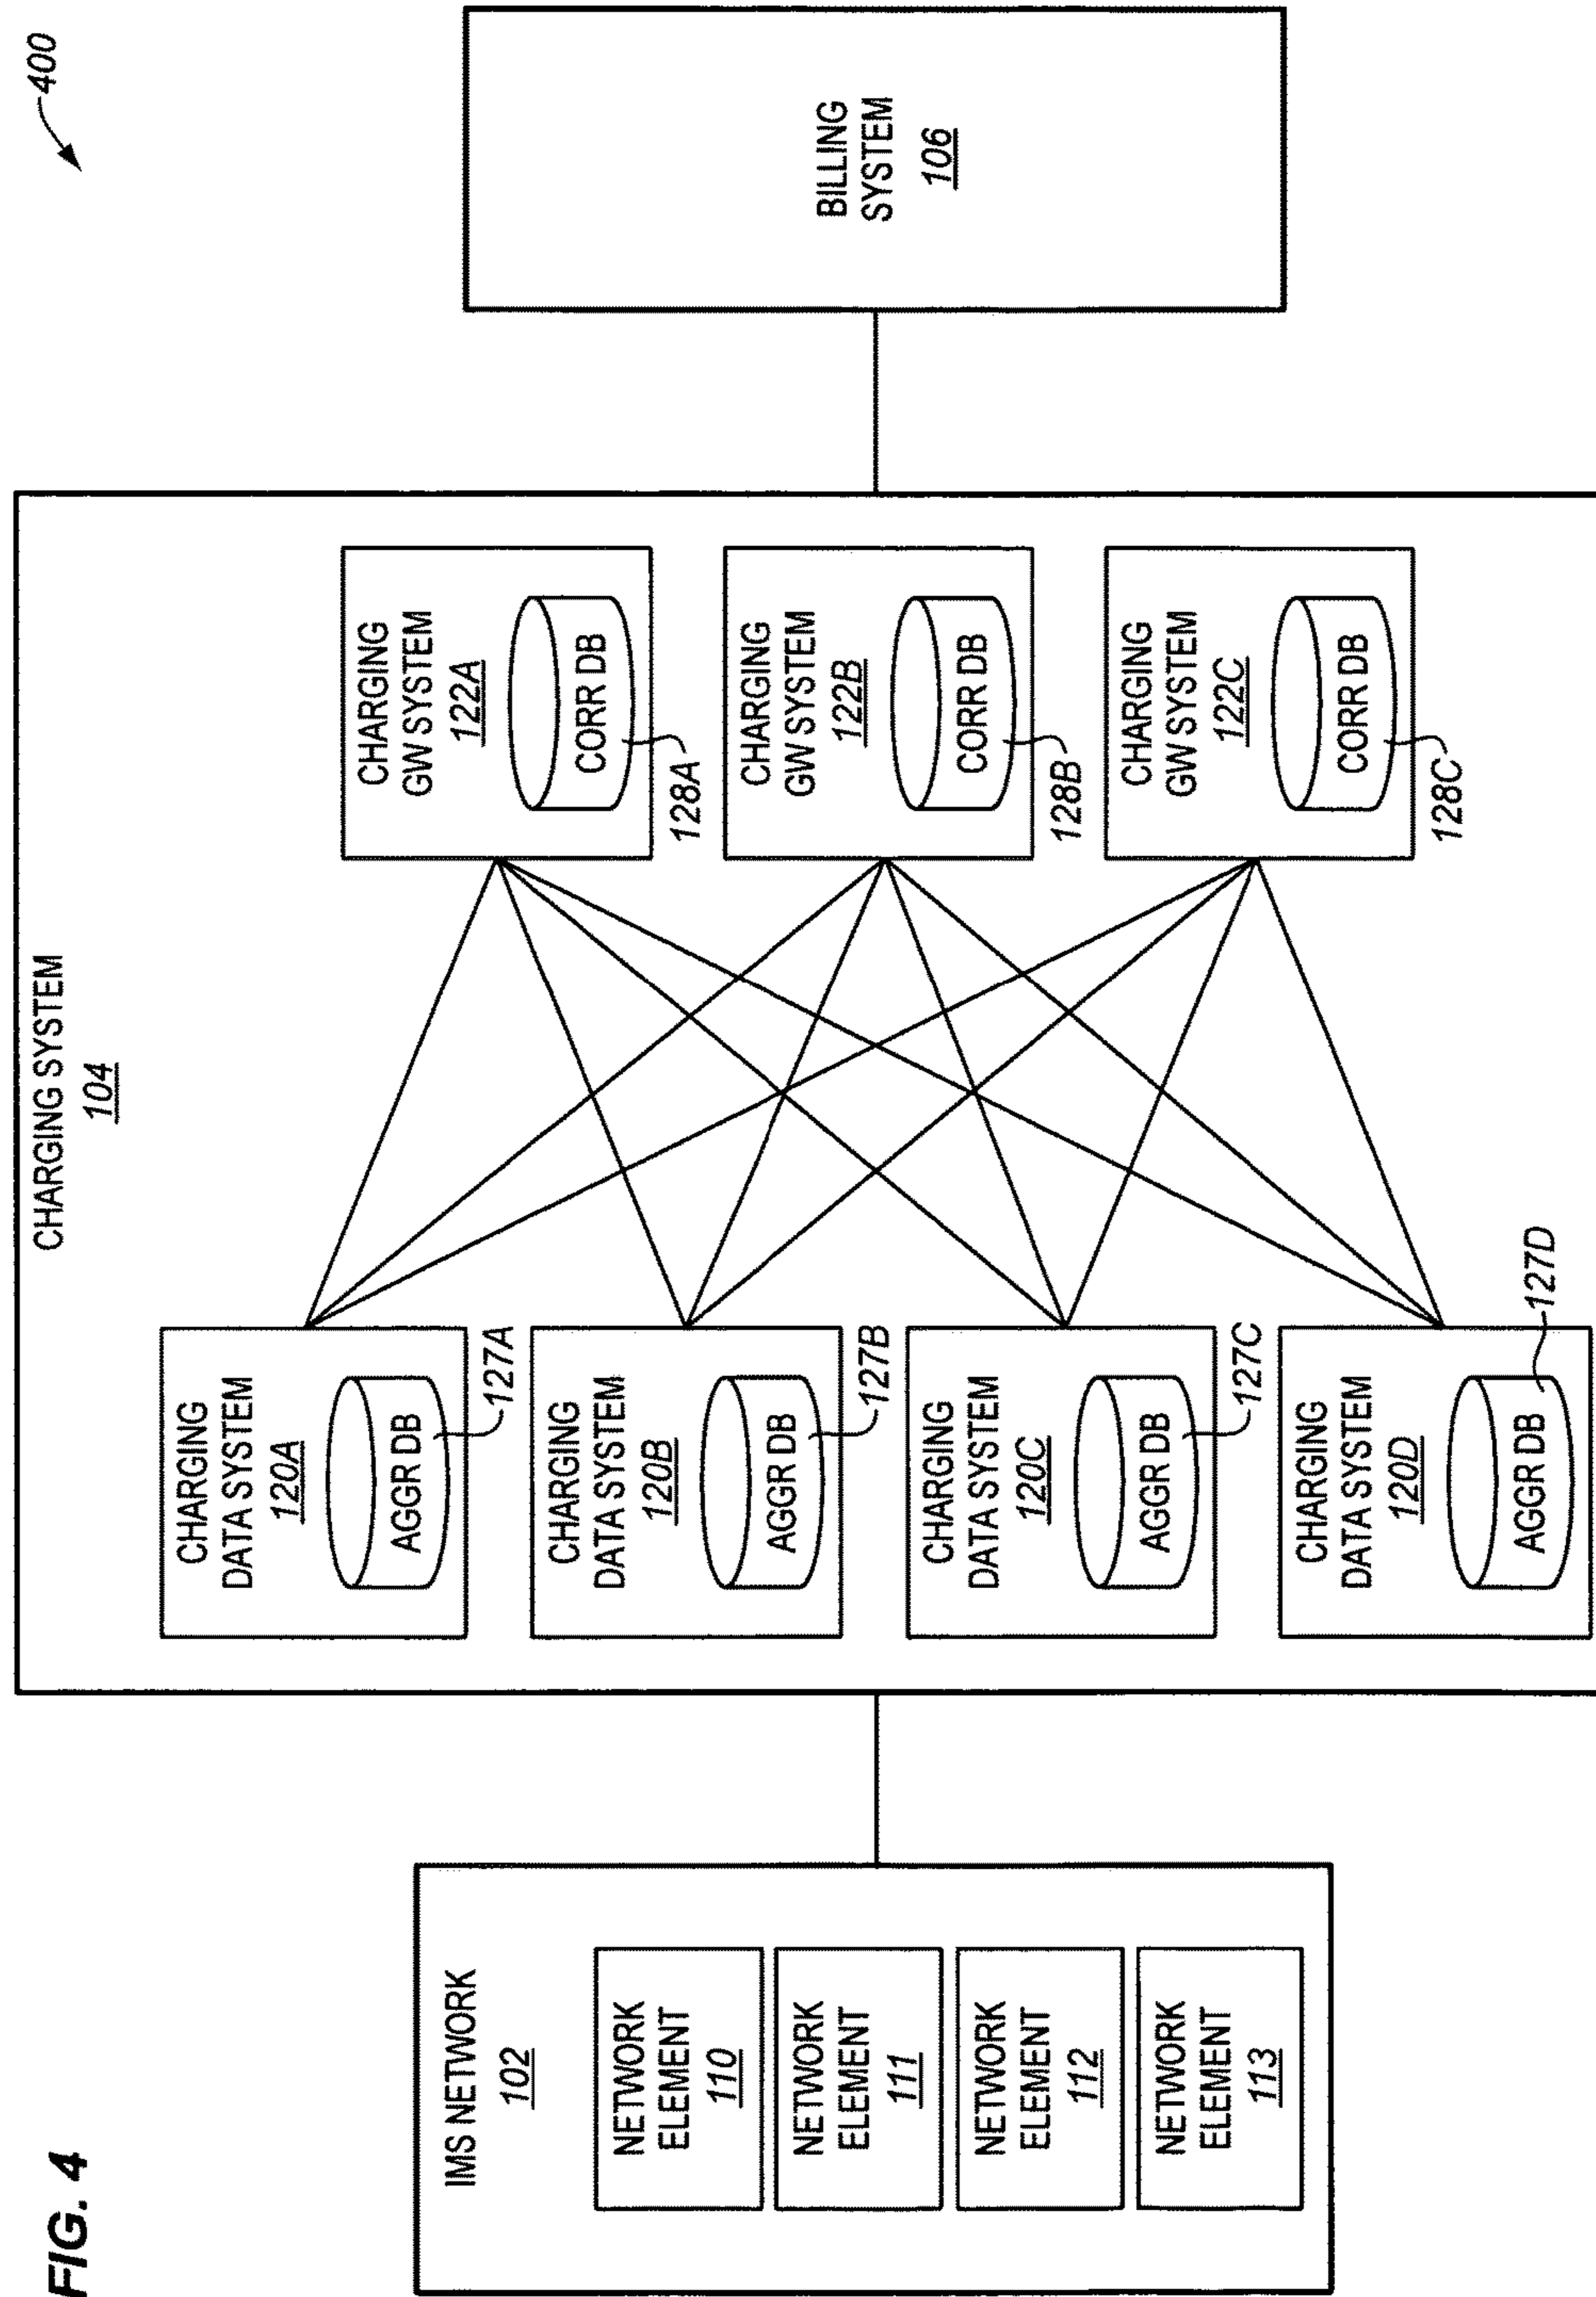 FIG. 4
400
IMS NETWORK
102
NETWORK
ELEMENT
110
NETWORK
ELEMENT
111
NETWORK
ELEMENT
112
NETWORK
ELEMENT
113
CHARGING SYSTEM
104
CHARGING
DATA SYSTEM
120A
AGGR DB
127A
CHARGING
DATA SYSTEM
120B
AGGR DB
127B
CHARGING
DATA SYSTEM
120C
AGGR DB
127C
CHARGING
DATA SYSTEM
120D
AGGR DB
127D
CHARGING
GW SYSTEM
122A
CORR DB
128A
CHARGING
GW SYSTEM
122B
CORR DB
128B
CHARGING
GW SYSTEM
122C
CORR DB
128C
BILLING
SYSTEM
106